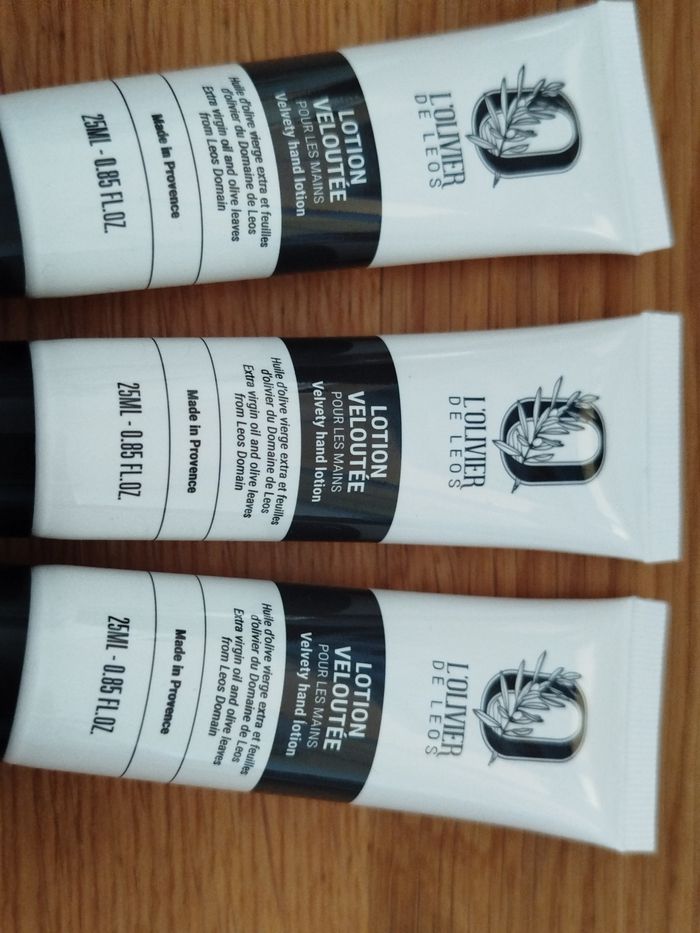 L'OLIVIER
DE LEOS
LOTION
VELOUTÉE
POUR LES MAINS
Velvety hand lotion
Huile d'olive vierge extra et feuilles
d'olivier du Domaine de Leos
Extra virgin oil and olive leaves
from Leos Domain
Made in Provence
25ML - 0.85 FL.OZ.
L'OLIVIER
DE LEOS
LOTION
VELOUTÉE
POUR LES MAINS
Velvety hand lotion
Huile d'olive vierge extra et feuilles
d'olivier du Domaine de Leos
Extra virgin oil and olive leaves
from Leos Domain
Made in Provence
25ML - 0.85 FL.OZ.
L'OLIVIER
DE LEOS
LOTION
VELOUTÉE
POUR LES MAINS
Velvety hand lotion
Huile d'olive vierge extra et feuilles
d'olivier du Domaine de Leos
Extra virgin oil and olive leaves
from Leos Domain
Made in Provence
25ML - 0.85 FL.OZ.